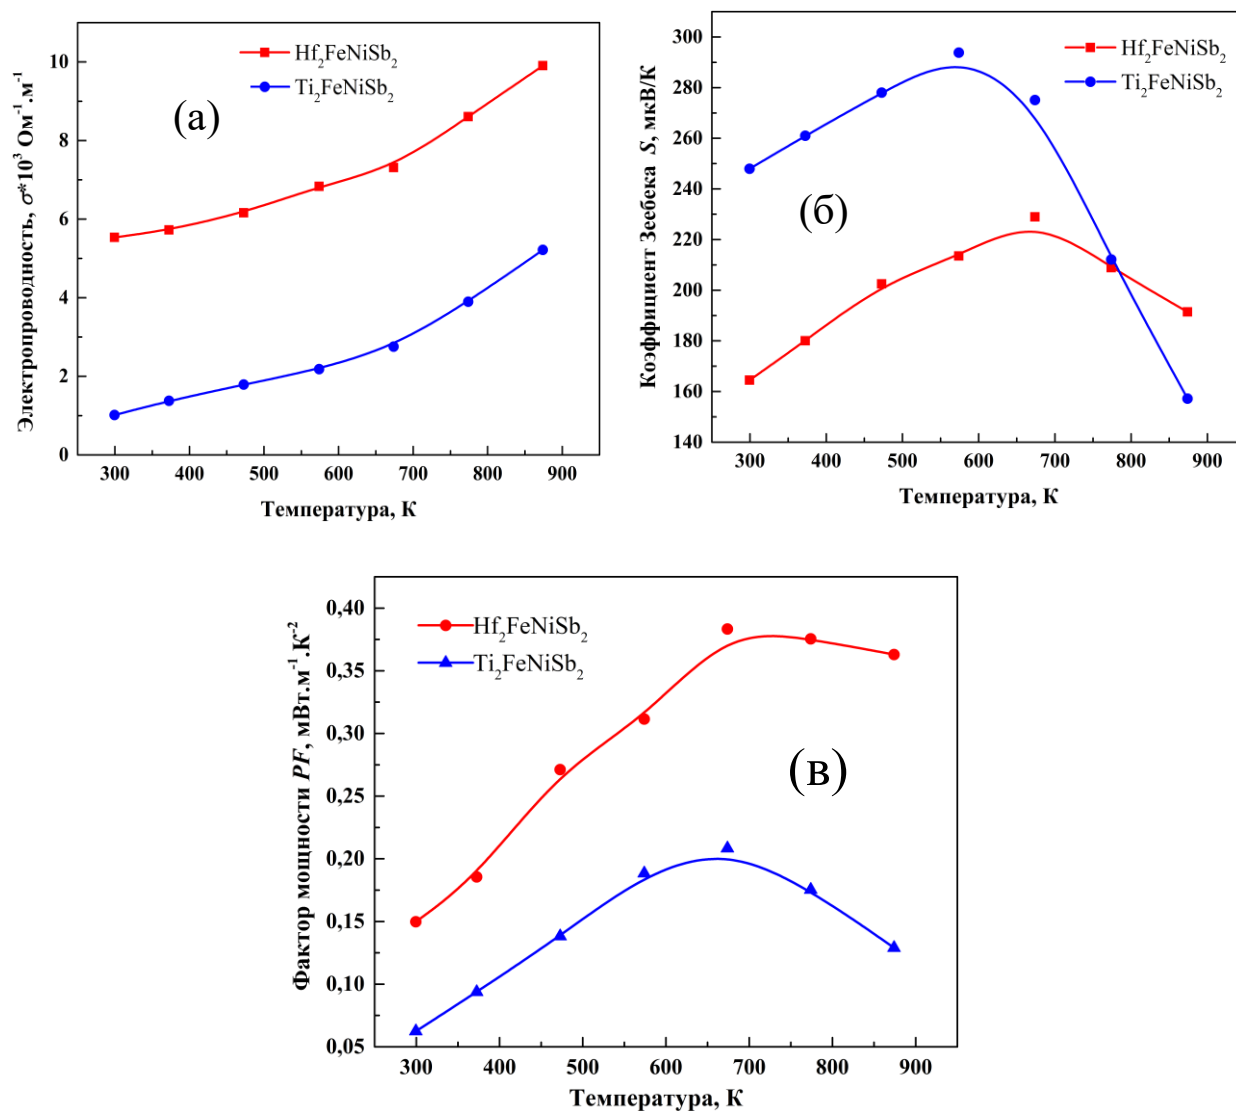 Электропроводность, σ*10³ Ом⁻¹.м⁻¹
10
8
6
4
2
0
Hf₂FeNiSb₂
Ti₂FeNiSb₂
(а)
300 400 500 600 700 800 900
Температура, К
Коэффициент Зеебека S, мкВ/К
300
280
260
240
220
200
180
160
140
Hf₂FeNiSb₂
Ti₂FeNiSb₂
(б)
300 400 500 600 700 800 900
Температура, К
Фактор мощности PF, мВт.м⁻¹.К⁻²
0,40
0,35
0,30
0,25
0,20
0,15
0,10
0,05
Hf₂FeNiSb₂
Ti₂FeNiSb₂
(в)
300 400 500 600 700 800 900
Температура, К